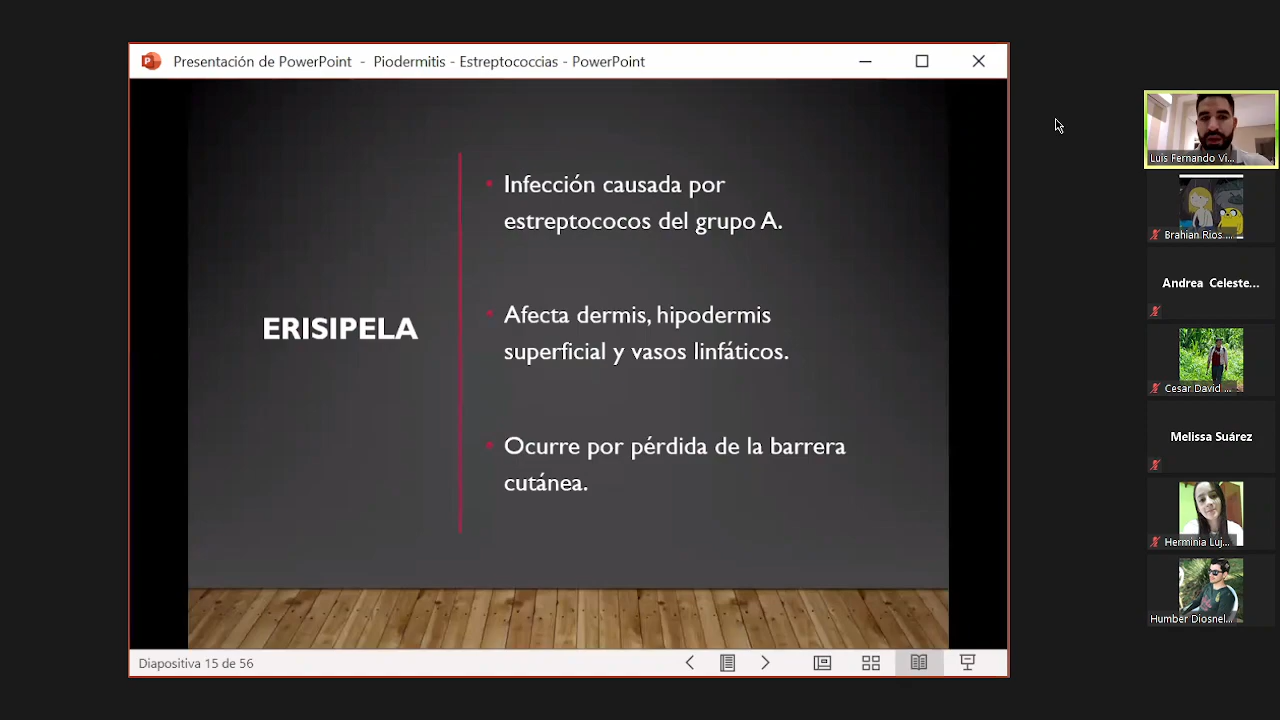 Presentación de PowerPoint - Piodermitis - Estreptococcias - PowerPoint
ERISIPELA
• Infección causada por
estreptococos del grupo A.
• Afecta dermis, hipodermis
superficial y vasos linfáticos.
• Ocurre por pérdida de la barrera
cutánea.
Diapositiva 15 de 56
Luis Fernando Vi...
Brahian Rios ...
Andrea Celeste...
Cesar David ...
Melissa Suárez
Herminia Luj...
Humber Diosnel...